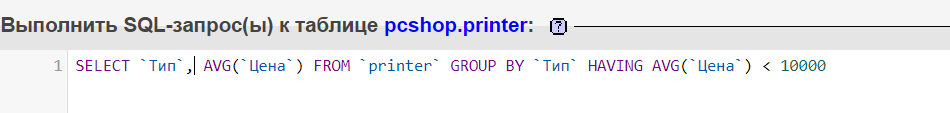 Выполнить SQL-запрос(ы) к таблице pcshop.printer: ?
1 SELECT `Тип`, AVG(`Цена`) FROM `printer` GROUP BY `Тип` HAVING AVG(`Цена`) < 10000